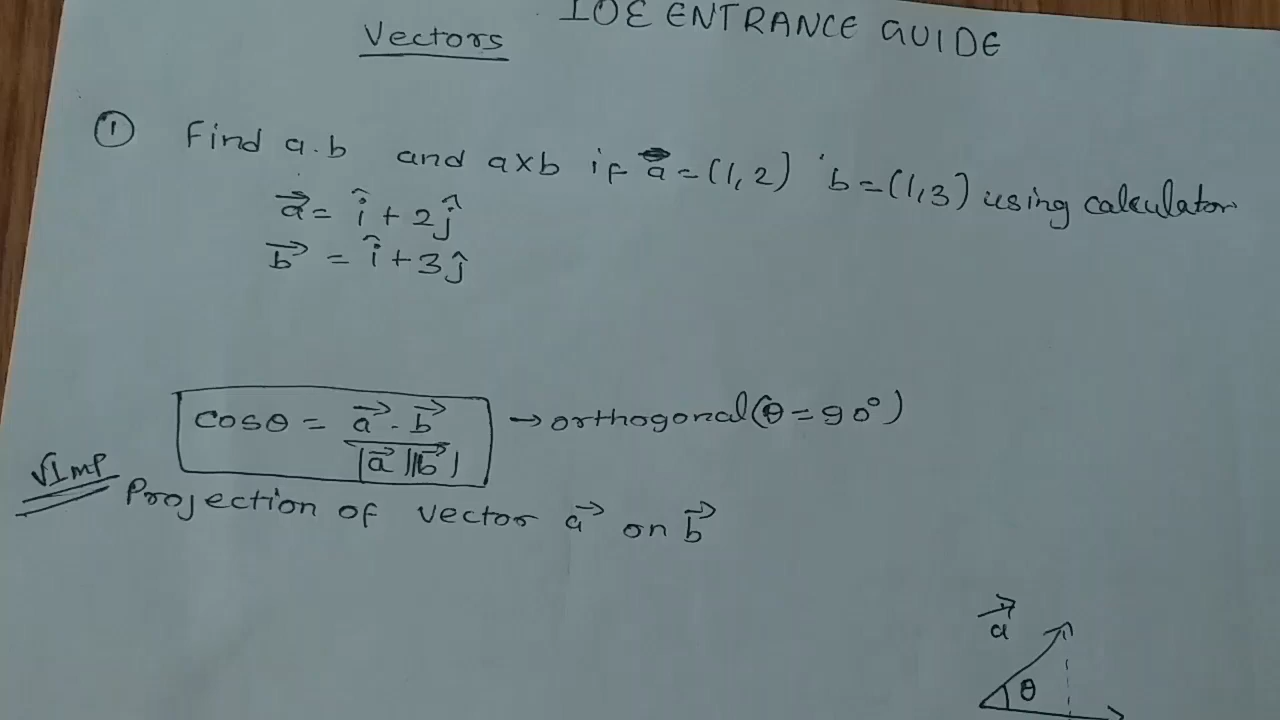 IOE ENTRANCE GUIDE
Vectors
① Find a.b and axb if a=(1,2) b=(1,3) using calculator
a⃗ = î + 2ĵ
b⃗ = î + 3ĵ
cosθ = a⃗ . b⃗ / |a⃗||b⃗| → orthogonal (θ = 90°)
√Imp
Projection of vector a⃗ on b⃗
a⃗
θ